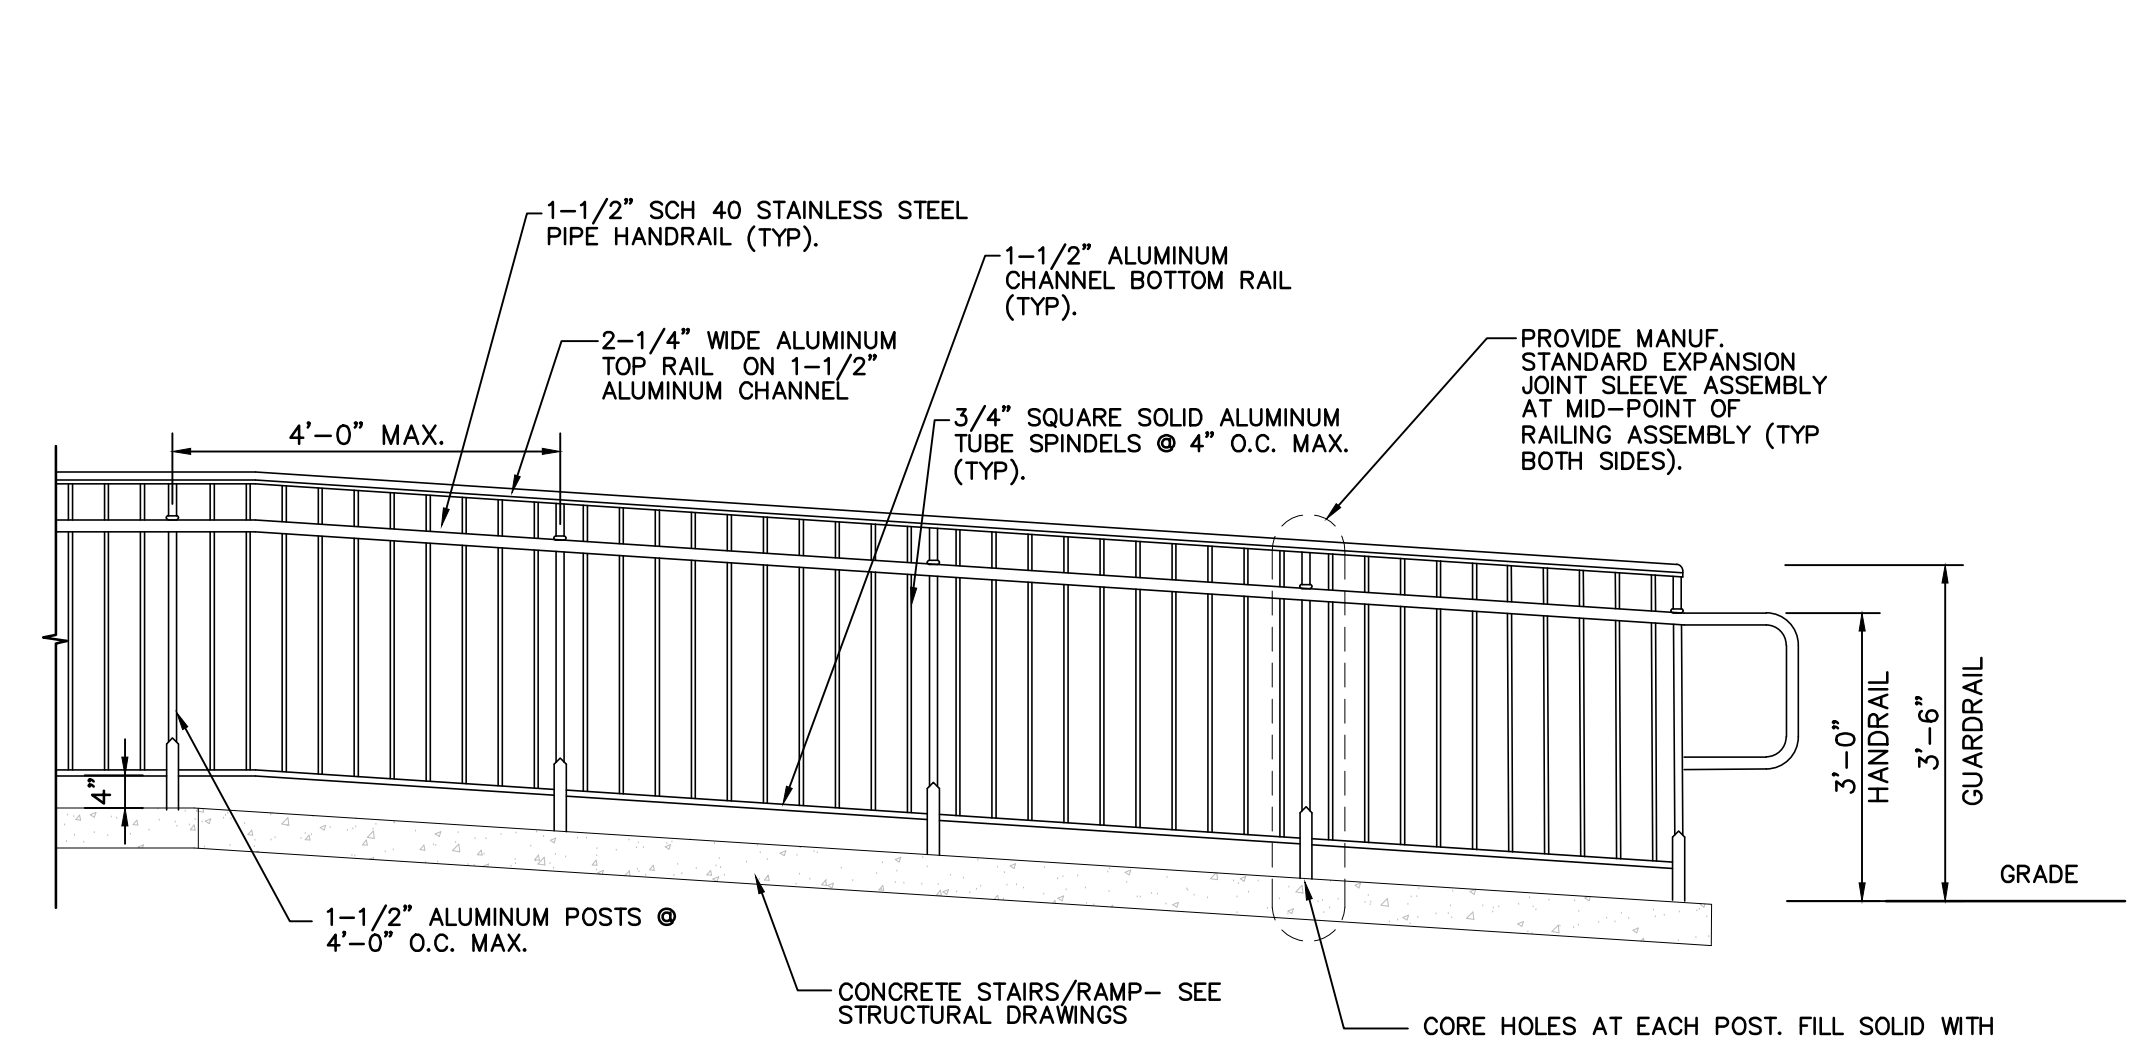 1-1/2" SCH 40 STAINLESS STEEL
PIPE HANDRAIL (TYP).
1-1/2" ALUMINUM
CHANNEL BOTTOM RAIL
(TYP).
2-1/4" WIDE ALUMINUM
TOP RAIL ON 1-1/2"
ALUMINUM CHANNEL
PROVIDE MANUF.
STANDARD EXPANSION
JOINT SLEEVE ASSEMBLY
AT MID-POINT OF
RAILING ASSEMBLY (TYP
BOTH SIDES).
3/4" SQUARE SOLID ALUMINUM
TUBE SPINDELS @ 4" O.C. MAX.
(TYP).
4'-0" MAX.
4"
3'-0"
HANDRAIL
3'-6"
GUARDRAIL
GRADE
1-1/2" ALUMINUM POSTS @
4'-0" O.C. MAX.
CONCRETE STAIRS/RAMP- SEE
STRUCTURAL DRAWINGS
CORE HOLES AT EACH POST. FILL SOLID WITH